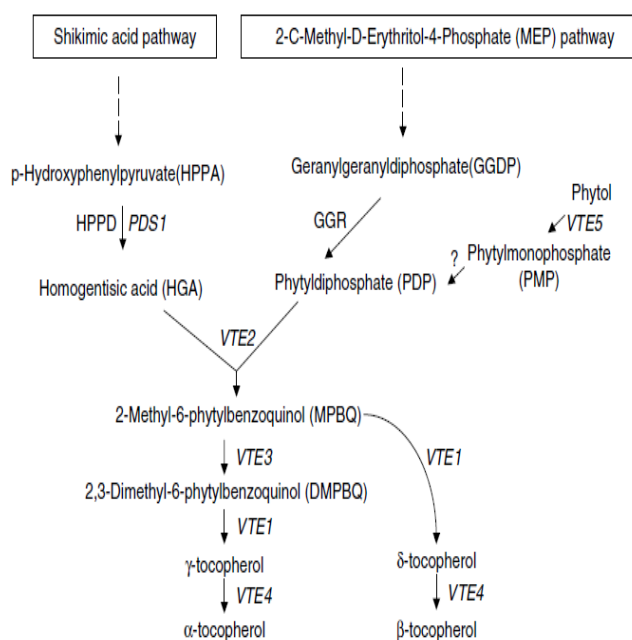 Shikimic acid pathway
2-C-Methyl-D-Erythritol-4-Phosphate (MEP) pathway
p-Hydroxyphenylpyruvate(HPPA)
Geranylgeranyldiphosphate(GGDP)
Phytol
HPPD PDS1
GGR
VTE5
?
Phytylmonophosphate
(PMP)
Homogentisic acid (HGA)
Phytyldiphosphate (PDP)
VTE2
2-Methyl-6-phytylbenzoquinol (MPBQ)
VTE3
VTE1
2,3-Dimethyl-6-phytylbenzoquinol (DMPBQ)
VTE1
γ-tocopherol
δ-tocopherol
VTE4
VTE4
α-tocopherol
β-tocopherol